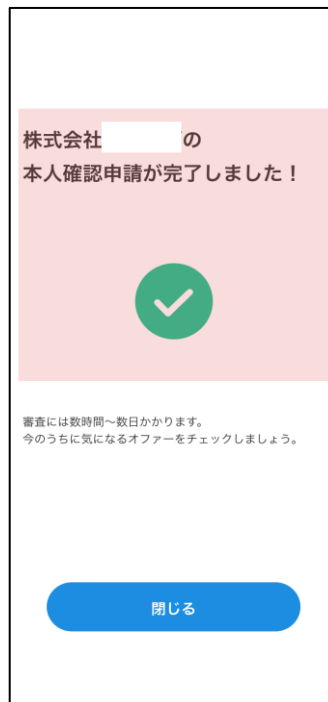 株式会社 の
本人確認申請が完了しました！
審査には数時間〜数日かかります。
今のうちに気になるオファーをチェックしましょう。
閉じる